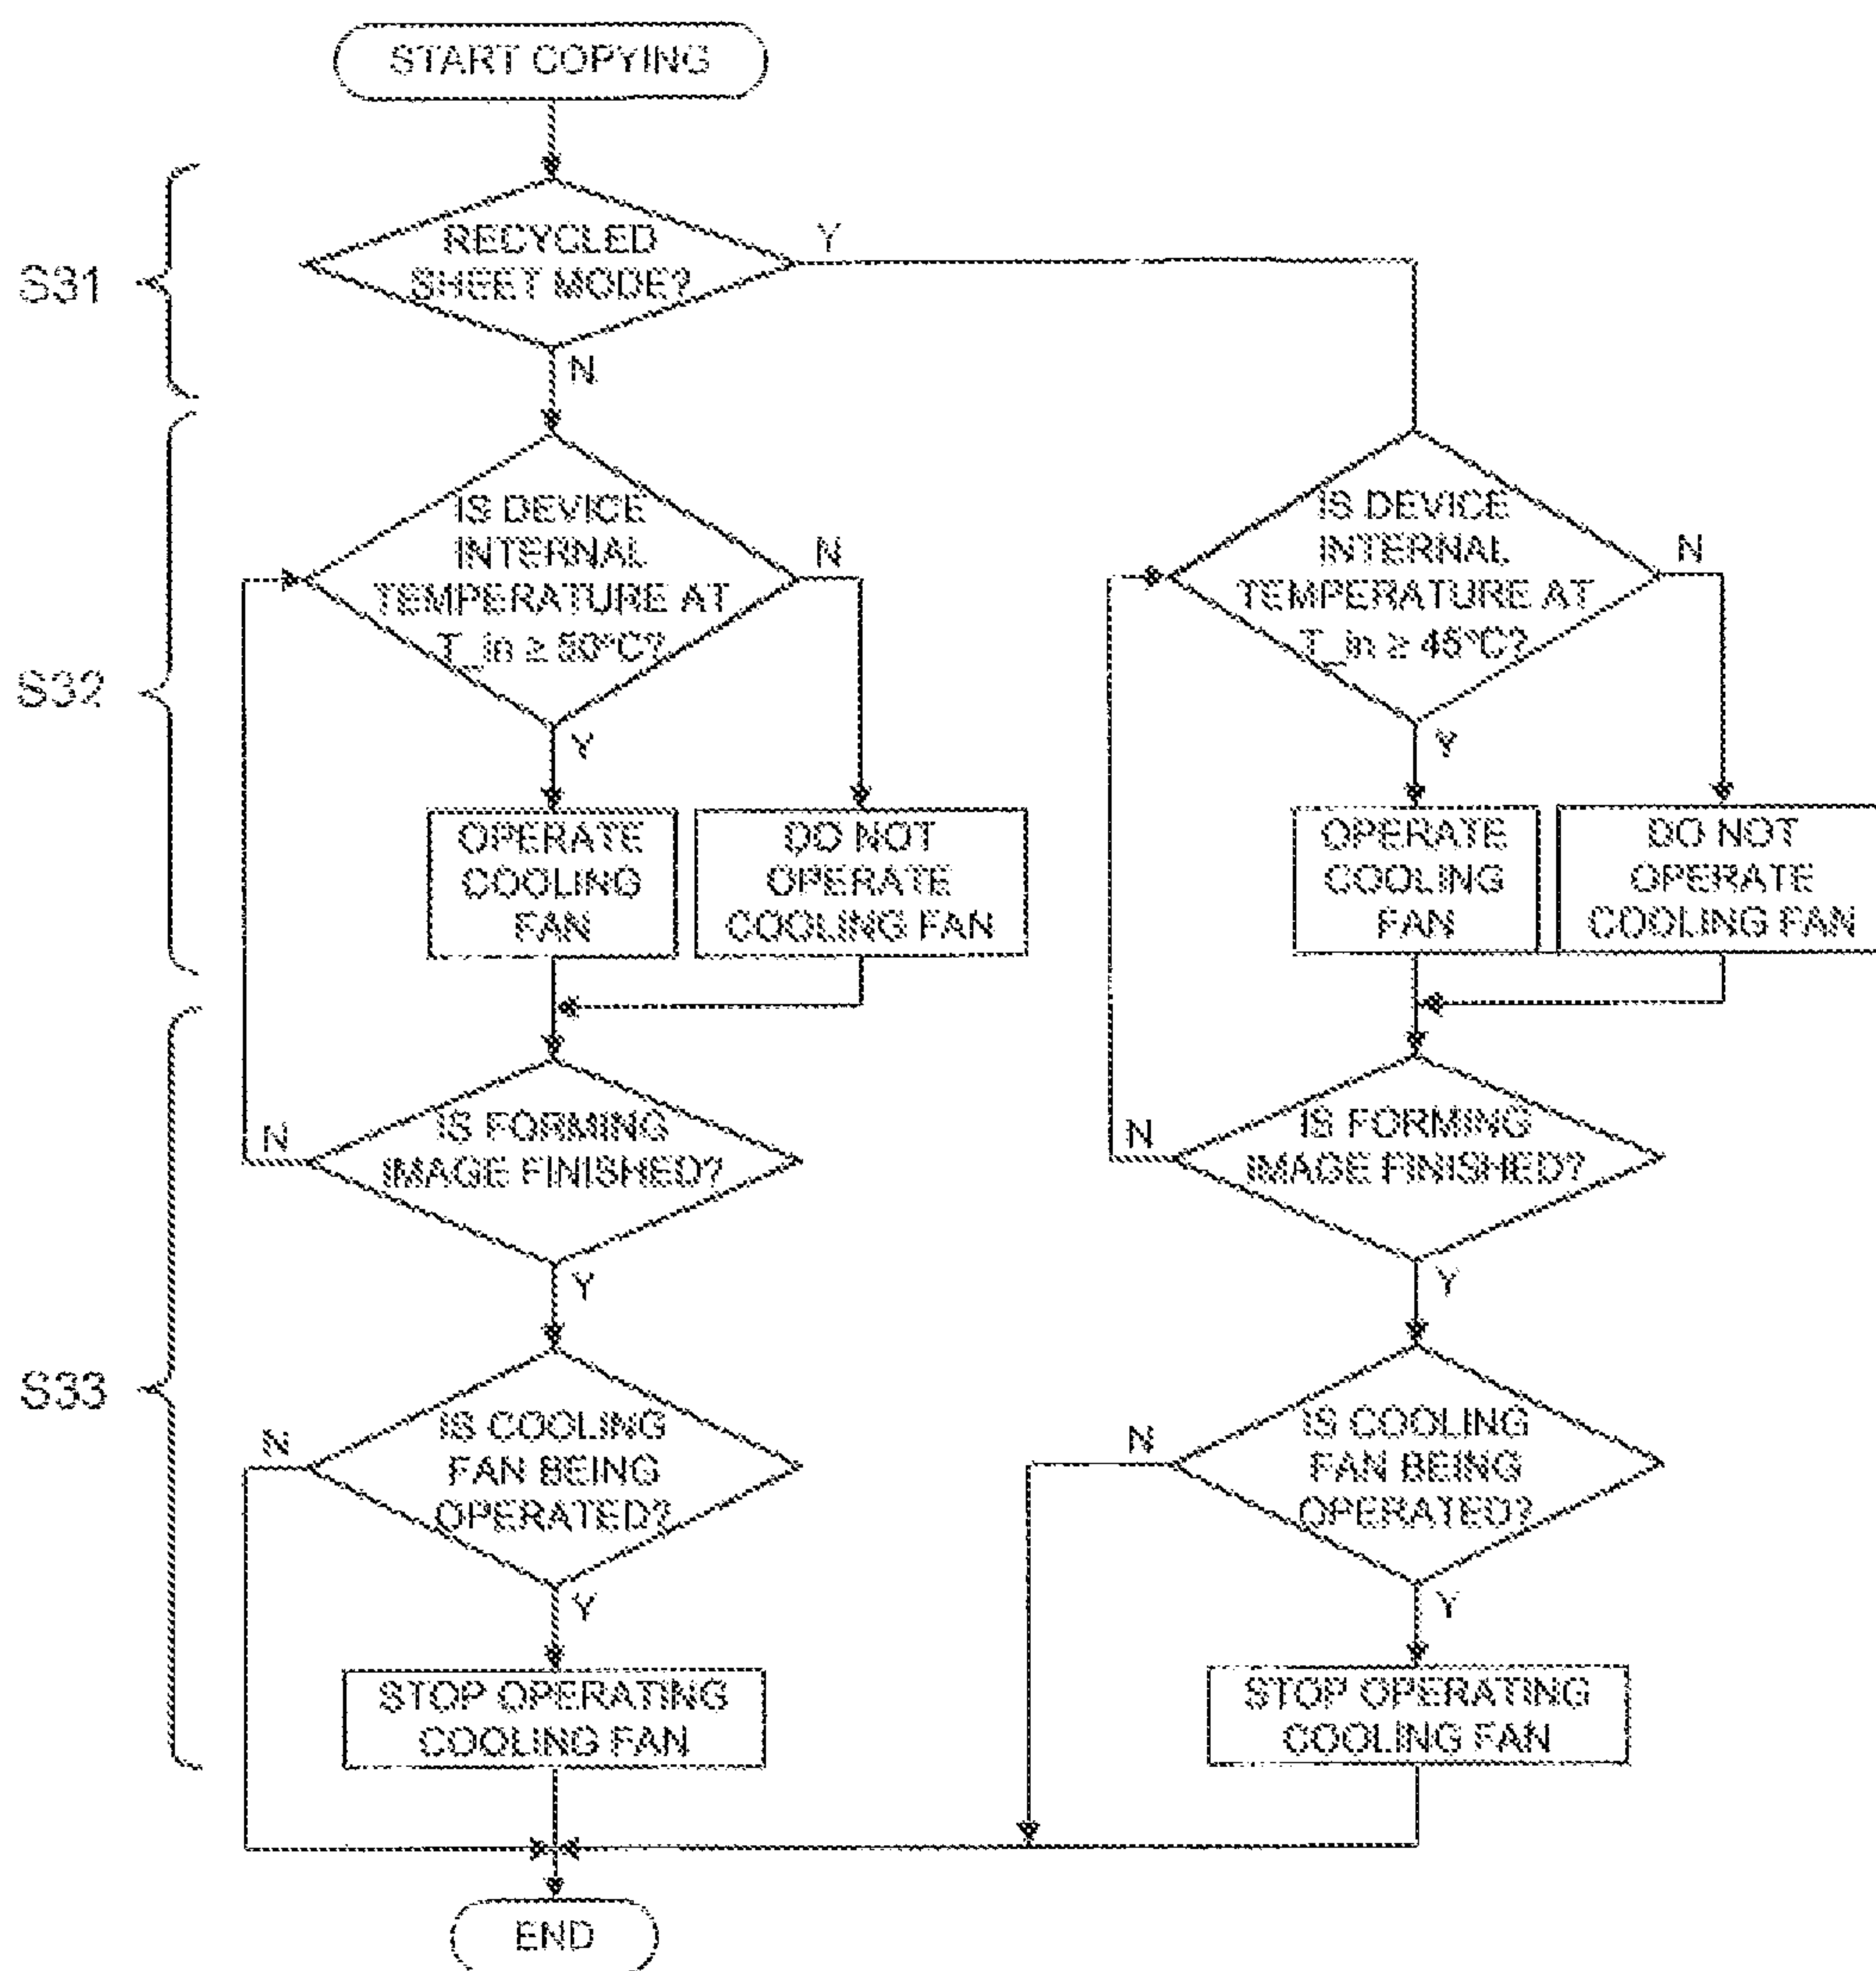 START COPYING
S31
RECYCLED
SHEET MODE?
Y
N
S32
IS DEVICE
INTERNAL
TEMPERATURE AT
T_in ≥ 50°C?
N
Y
OPERATE
COOLING
FAN
DO NOT
OPERATE
COOLING FAN
IS DEVICE
INTERNAL
TEMPERATURE AT
T_in ≥ 45°C?
N
Y
OPERATE
COOLING
FAN
DO NOT
OPERATE
COOLING FAN
S33
IS FORMING
IMAGE FINISHED?
N
Y
IS COOLING
FAN BEING
OPERATED?
N
Y
STOP OPERATING
COOLING FAN
IS FORMING
IMAGE FINISHED?
N
Y
IS COOLING
FAN BEING
OPERATED?
N
Y
STOP OPERATING
COOLING FAN
END